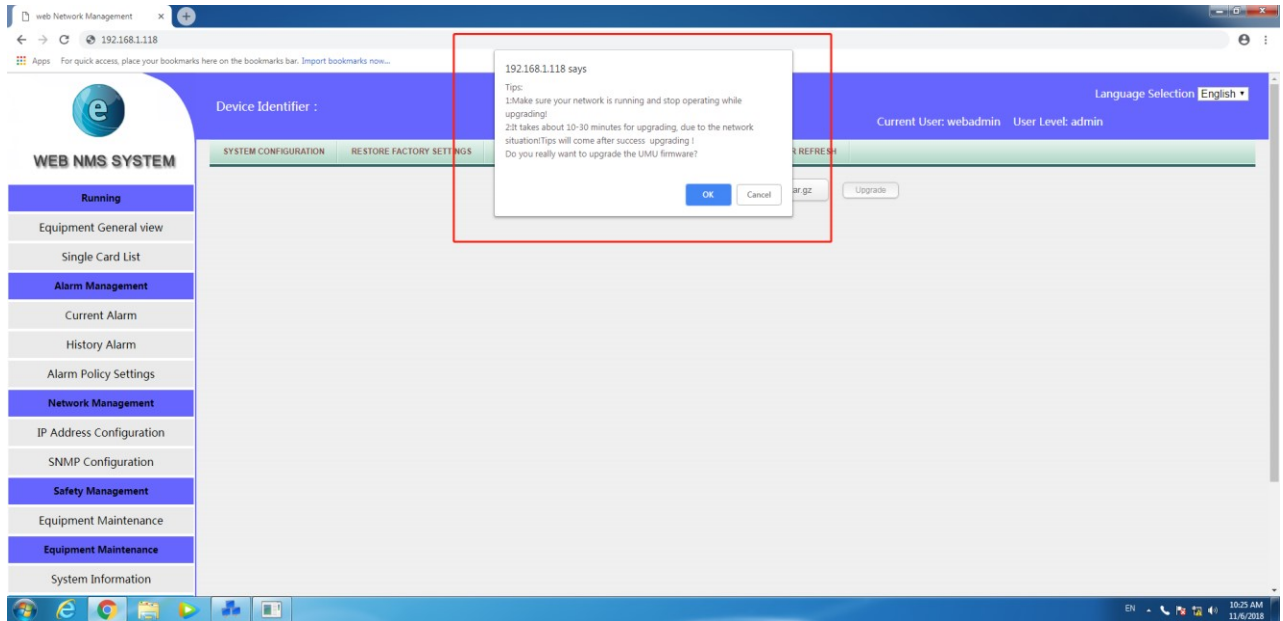 web Network Management
192.168.1.118
Apps For quick access, place your bookmarks here on the bookmarks bar. Import bookmarks now...
192.168.1.118 says
Tips:
1:Make sure your network is running and stop operating while
upgrading!
2:It takes about 10-30 minutes for upgrading, due to the network
situation!Tips will come after success upgrading !
Do you really want to upgrade the UMU firmware?
OK Cancel
e
WEB NMS SYSTEM
Device Identifier :
Language Selection English
Current User: webadmin User Level: admin
SYSTEM CONFIGURATION RESTORE FACTORY SETTINGS R REFRESH
ar.gz Upgrade
Running
Equipment General view
Single Card List
Alarm Management
Current Alarm
History Alarm
Alarm Policy Settings
Network Management
IP Address Configuration
SNMP Configuration
Safety Management
Equipment Maintenance
Equipment Maintenance
System Information
EN 10:25 AM
11/6/2018